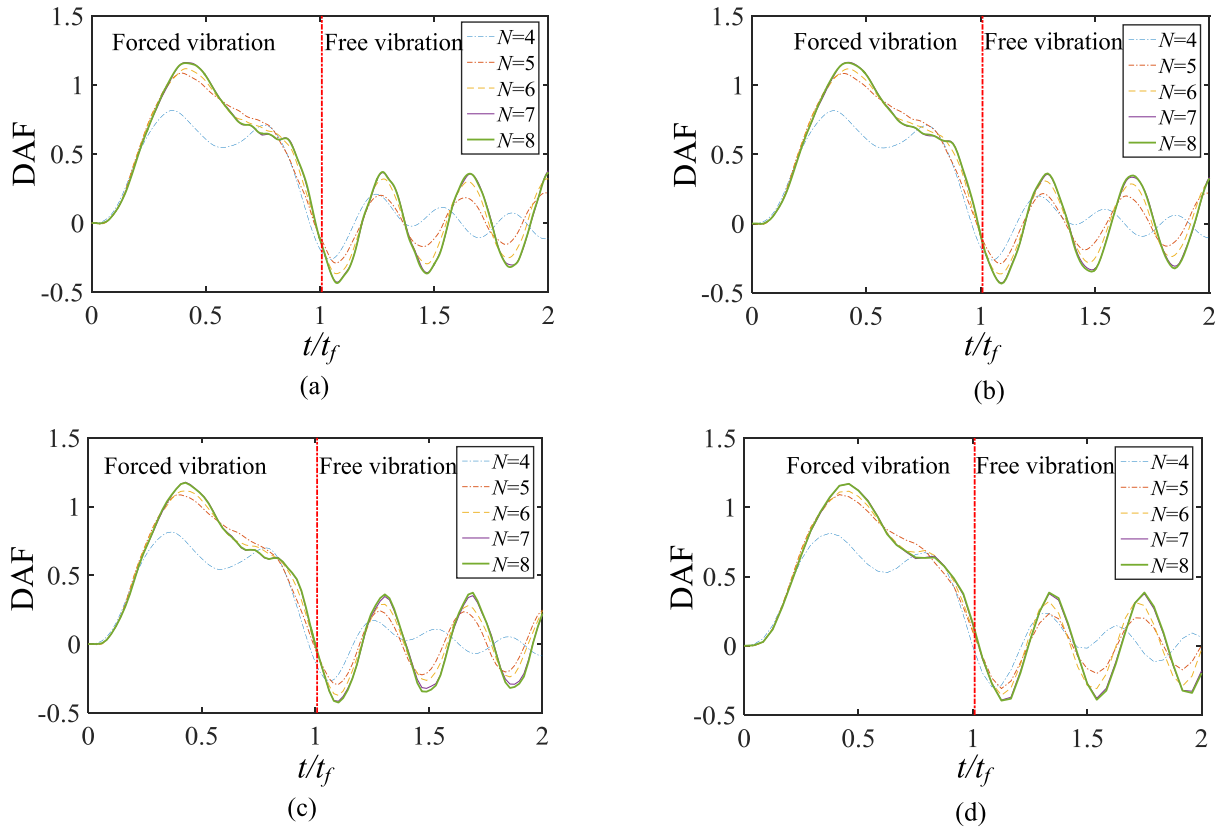 1.5
1
0.5
0
-0.5
DAF
Forced vibration
Free vibration
N=4
N=5
N=6
N=7
N=8
0
0.5
1
1.5
2
t/t_f
(a)
1.5
1
0.5
0
-0.5
DAF
Forced vibration
Free vibration
N=4
N=5
N=6
N=7
N=8
0
0.5
1
1.5
2
t/t_f
(b)
1.5
1
0.5
0
-0.5
DAF
Forced vibration
Free vibration
N=4
N=5
N=6
N=7
N=8
0
0.5
1
1.5
2
t/t_f
(c)
1.5
1
0.5
0
-0.5
DAF
Forced vibration
Free vibration
N=4
N=5
N=6
N=7
N=8
0
0.5
1
1.5
2
t/t_f
(d)